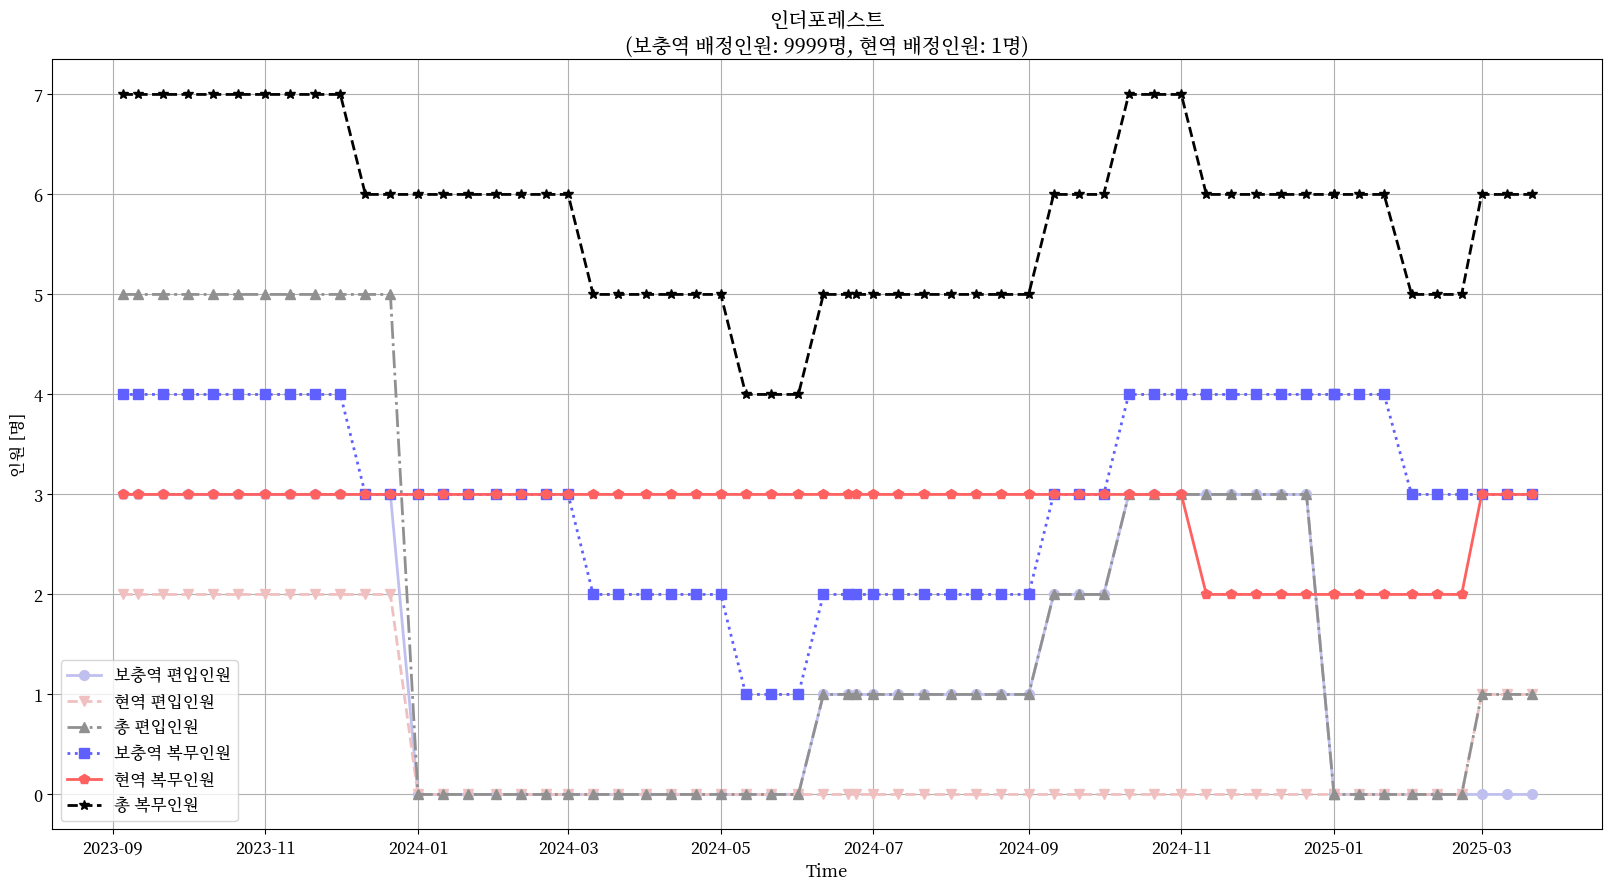 인더포레스트
(보충역 배정인원: 9999명, 현역 배정인원: 1명)
인원 [명]
7
6
5
4
3
2
1
0
보충역 편입인원
현역 편입인원
총 편입인원
보충역 복무인원
현역 복무인원
총 복무인원
2023-09 2023-11 2024-01 2024-03 2024-05 2024-07 2024-09 2024-11 2025-01 2025-03
Time